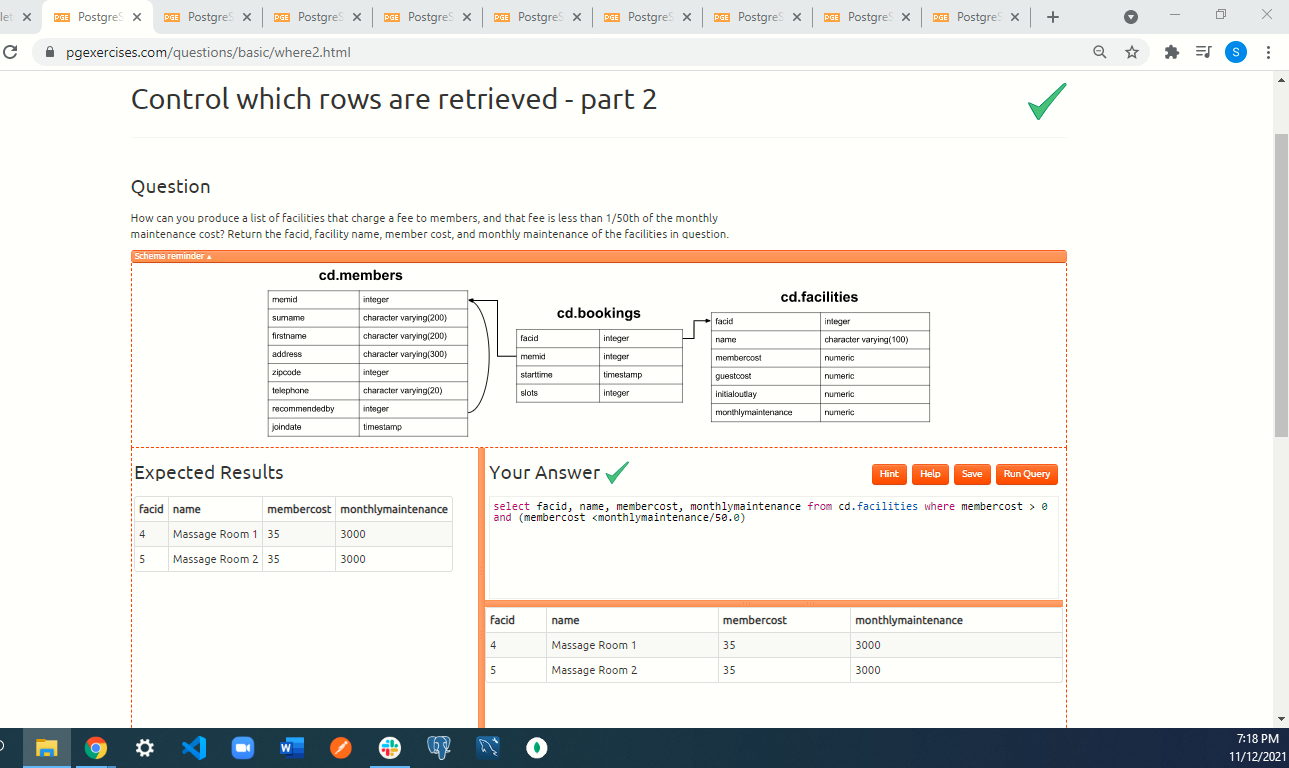 let
PostgreS
PostgreS
PostgreS
PostgreS
PostgreS
PostgreS
PostgreS
PostgreS
PostgreS
pgexercises.com/questions/basic/where2.html
S
Control which rows are retrieved - part 2
Question
How can you produce a list of facilities that charge a fee to members, and that fee is less than 1/50th of the monthly
maintenance cost? Return the facid, facility name, member cost, and monthly maintenance of the facilities in question.
Schema reminder ▲
cd.members
memid integer
surname character varying(200)
firstname character varying(200)
address character varying(300)
zipcode integer
telephone character varying(20)
recommendedby integer
joindate timestamp
cd.bookings
facid integer
memid integer
starttime timestamp
slots integer
cd.facilities
facid integer
name character varying(100)
membercost numeric
guestcost numeric
initialoutlay numeric
monthlymaintenance numeric
Expected Results
facid name membercost monthlymaintenance
4 Massage Room 1 35 3000
5 Massage Room 2 35 3000
Your Answer
Hint Help Save Run Query
select facid, name, membercost, monthlymaintenance from cd.facilities where membercost > 0
and (membercost <monthlymaintenance/50.0)
facid name membercost monthlymaintenance
4 Massage Room 1 35 3000
5 Massage Room 2 35 3000
7:18 PM
11/12/2021